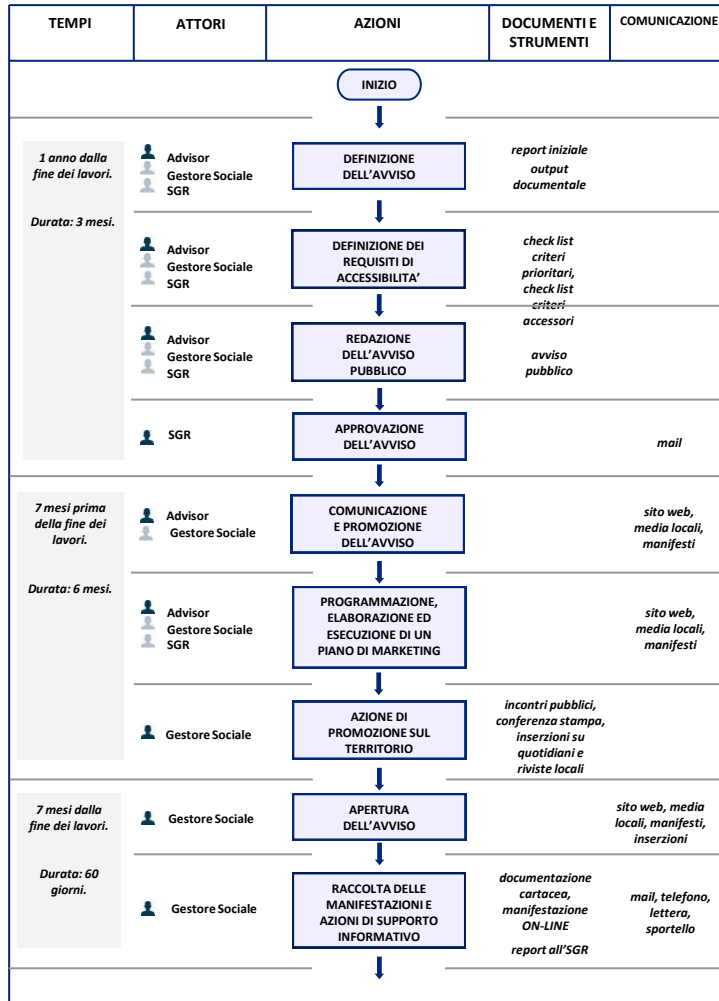 TEMPI
ATTORI
AZIONI
DOCUMENTI E
STRUMENTI
COMUNICAZIONE
INIZIO
1 anno dalla
fine dei lavori.
Durata: 3 mesi.
Advisor
Gestore Sociale
SGR
DEFINIZIONE
DELL'AVVISO
report iniziale
output
documentale
Advisor
Gestore Sociale
SGR
DEFINIZIONE DEI
REQUISITI DI
ACCESSIBILITA’
check list
criteri
prioritari,
check list
criteri
accessori
Advisor
Gestore Sociale
SGR
REDAZIONE
DELL'AVVISO
PUBBLICO
avviso
pubblico
SGR
APPROVAZIONE
DELL'AVVISO
mail
7 mesi prima
della fine dei
lavori.
Durata: 6 mesi.
Advisor
Gestore Sociale
COMUNICAZIONE
E PROMOZIONE
DELL'AVVISO
sito web,
media locali,
manifesti
Advisor
Gestore Sociale
SGR
PROGRAMMAZIONE,
ELABORAZIONE ED
ESECUZIONE DI UN
PIANO DI MARKETING
sito web,
media locali,
manifesti
Gestore Sociale
AZIONE DI
PROMOZIONE SUL
TERRITORIO
incontri pubblici,
conferenza stampa,
inserzioni su
quotidiani e
riviste locali
7 mesi dalla
fine dei lavori.
Durata: 60
giorni.
Gestore Sociale
APERTURA
DELL'AVVISO
sito web, media
locali, manifesti,
inserzioni
Gestore Sociale
RACCOLTA DELLE
MANIFESTAZIONI E
AZIONI DI SUPPORTO
INFORMATIVO
documentazione
cartacea,
manifestazione
ON-LINE
report all'SGR
mail, telefono,
lettera,
sportello